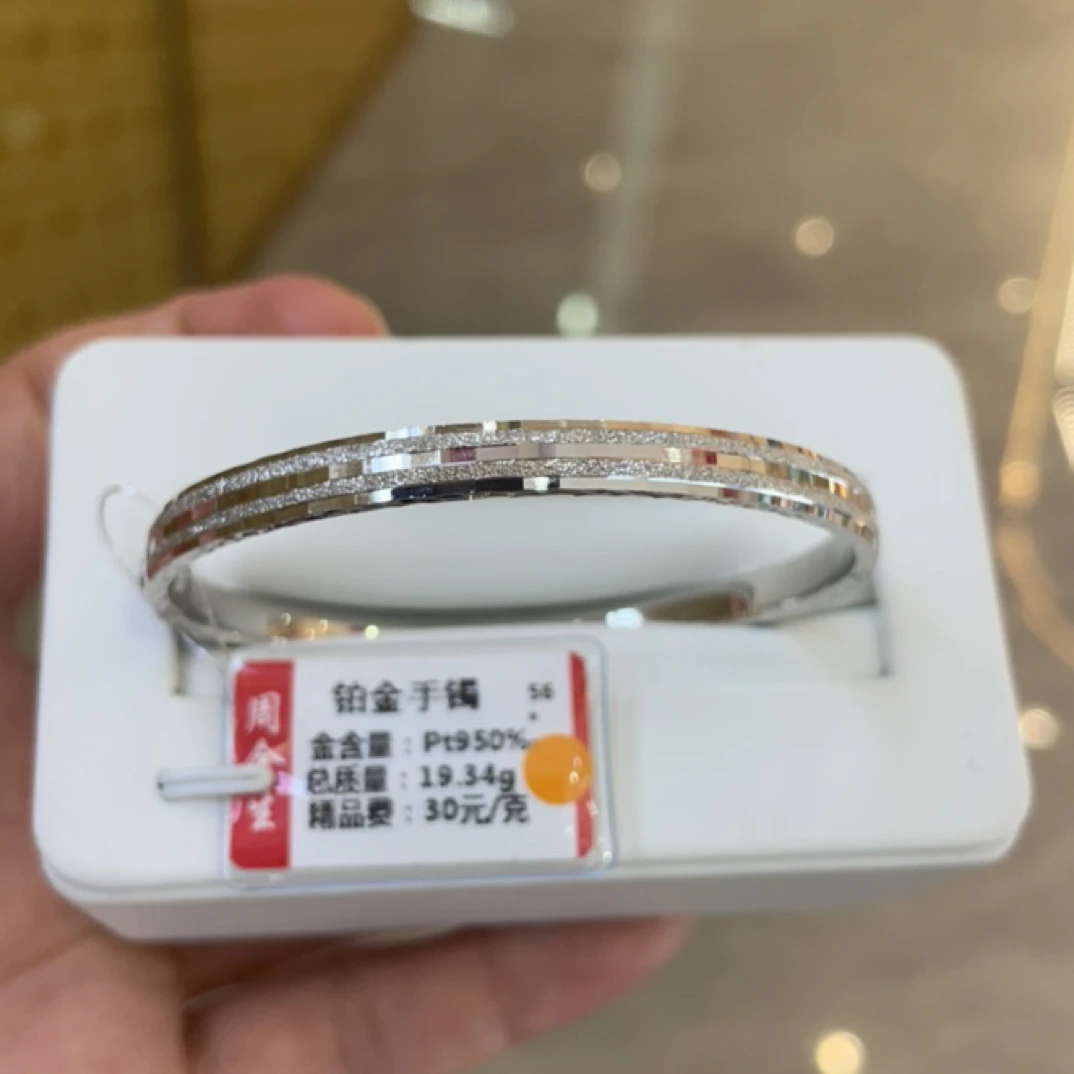 周金生
铂金手镯 56
金含量：Pt950‰
总质量：19.34g
精品费：30元/克